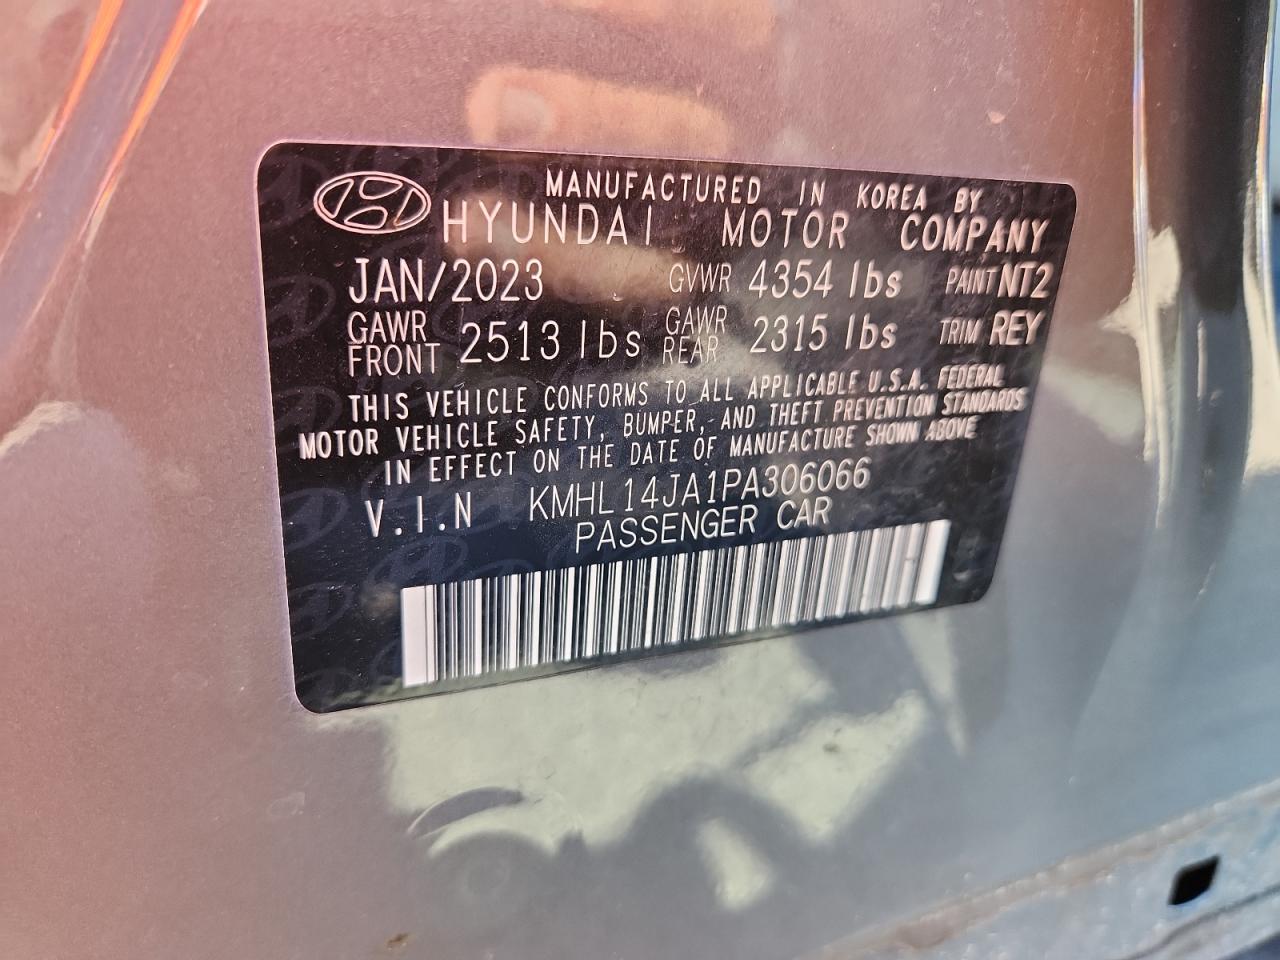 MANUFACTURED IN KOREA BY
HYUNDAI MOTOR COMPANY
JAN/2023 GVWR 4354 lbs PAINT NT2
GAWR FRONT 2513 lbs GAWR REAR 2315 lbs TRIM REY
THIS VEHICLE CONFORMS TO ALL APPLICABLE U.S.A. FEDERAL
MOTOR VEHICLE SAFETY, BUMPER, AND THEFT PREVENTION STANDARDS
IN EFFECT ON THE DATE OF MANUFACTURE SHOWN ABOVE
V.I.N KMHL14JA1PA306066
PASSENGER CAR